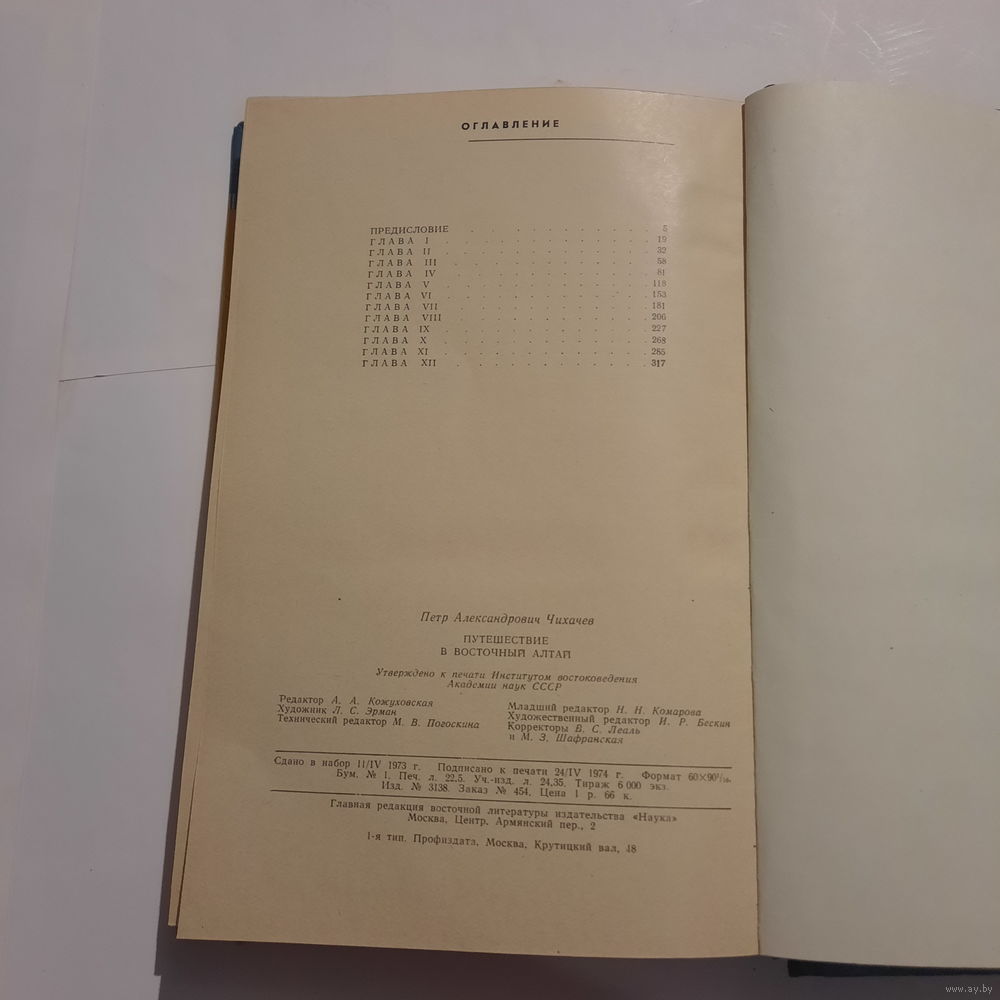 ОГЛАВЛЕНИЕ
ПРЕДИСЛОВИЕ . . . . . . . . . . . 5
ГЛАВА I . . . . . . . . . . . 19
ГЛАВА II . . . . . . . . . . . 32
ГЛАВА III . . . . . . . . . . . 58
ГЛАВА IV . . . . . . . . . . . 81
ГЛАВА V . . . . . . . . . . . 118
ГЛАВА VI . . . . . . . . . . . 153
ГЛАВА VII . . . . . . . . . . . 181
ГЛАВА VIII . . . . . . . . . . . 206
ГЛАВА IX . . . . . . . . . . . 227
ГЛАВА X . . . . . . . . . . . 268
ГЛАВА XI . . . . . . . . . . . 285
ГЛАВА XII . . . . . . . . . . . 317
Петр Александрович Чихачев
ПУТЕШЕСТВИЕ
В ВОСТОЧНЫЙ АЛТАЙ
Утверждено к печати Институтом востоковедения
Академии наук СССР
Редактор А. А. Кожуховская
Художник Л. С. Эрман
Технический редактор М. В. Погоскина
Младший редактор Н. Н. Комарова
Художественный редактор И. Р. Бескин
Корректоры В. С. Леаль
и М. З. Шафранская
Сдано в набор 11/IV 1973 г. Подписано к печати 24/IV 1974 г. Формат 60×90¹/₁₆.
Бум. № 1. Печ. л. 22,5. Уч.-изд. л. 24,35. Тираж 6 000 экз.
Изд. № 3138. Заказ № 454. Цена 1 р. 66 к.
Главная редакция восточной литературы издательства «Наука»
Москва, Центр, Армянский пер., 2
1-я тип. Профиздата, Москва, Крутицкий вал, 18
www.ay.by